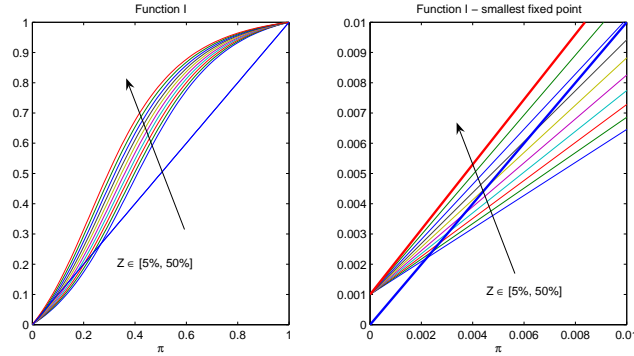 Function I
1
0.9
0.8
0.7
0.6
0.5
0.4
0.3
0.2
0.1
0
0 0.2 0.4 0.6 0.8 1
π
Z ∈ [5%, 50%]
Function I − smallest fixed point
0.01
0.009
0.008
0.007
0.006
0.005
0.004
0.003
0.002
0.001
0
0 0.002 0.004 0.006 0.008 0.01
π
Z ∈ [5%, 50%]